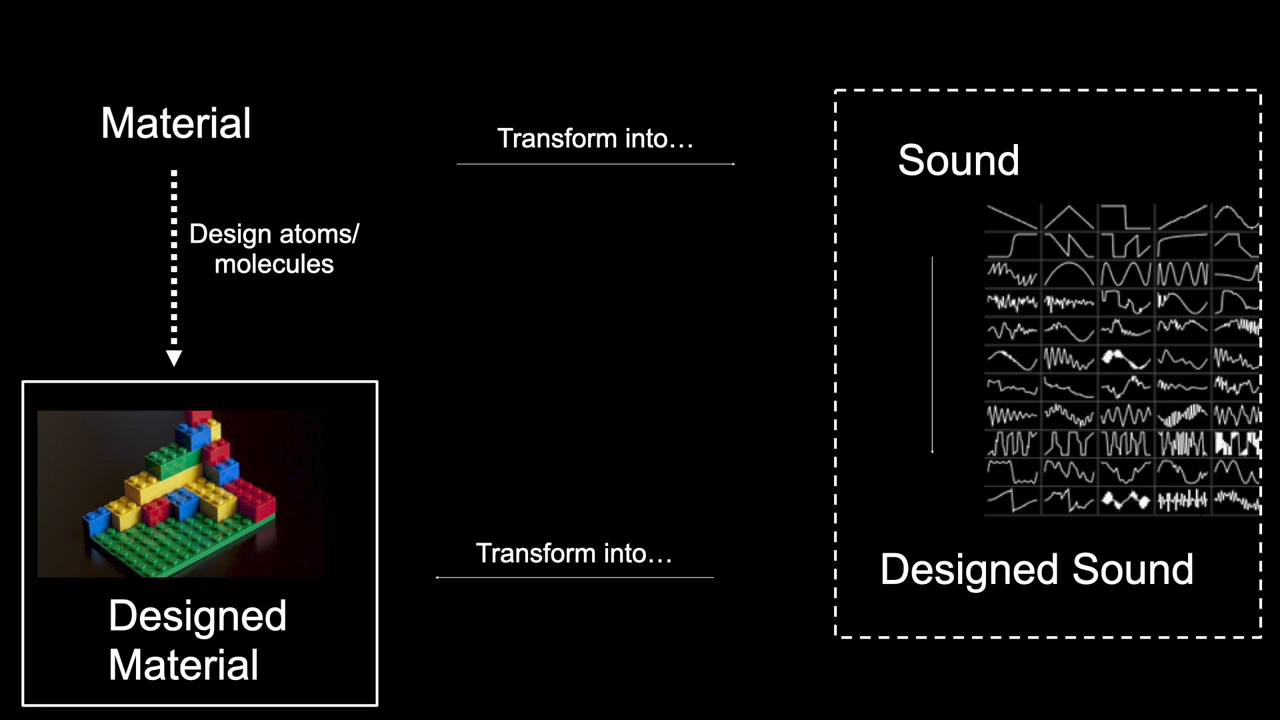 Material
Transform into…
Sound
Design atoms/
molecules
Transform into…
Designed Sound
Designed
Material